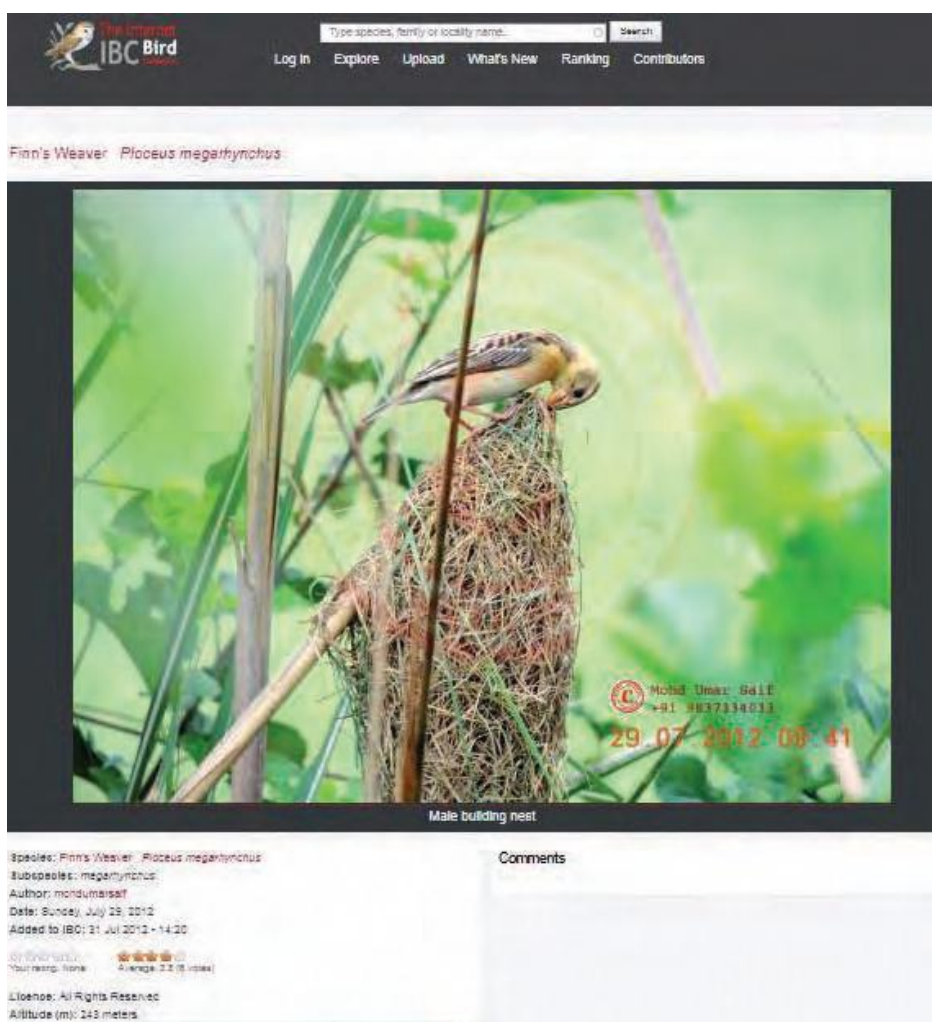 The Internet
IBC Bird
Type species, family or locality name..
Search
Log In Explore Upload What's New Ranking Contributors
Finn's Weaver Ploceus megarhynchus
© Mohd Umar Saif
+91 9837334033
29.07.2012 08:41
Male building nest
Species: Finn's Weaver Ploceus megarhynchus
Subspecies: megarhynchus
Author: mohdumarsaif
Date: Sunday, July 29, 2012
Added to IBC: 31 Jul 2012 - 14:20
Your rating: None Average:
Licence: All Rights Reserved
Altitude (m): 243 meters
Comments